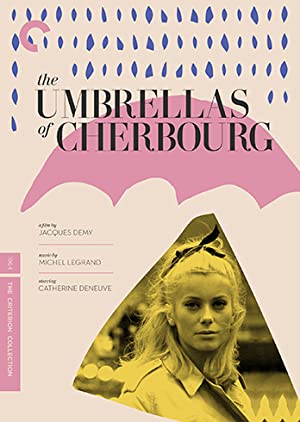 the
UMBRELLAS
of CHERBOURG
a film by
JACQUES DEMY
music by
MICHEL LEGRAND
starring
CATHERINE DENEUVE
THE CRITERION COLLECTION